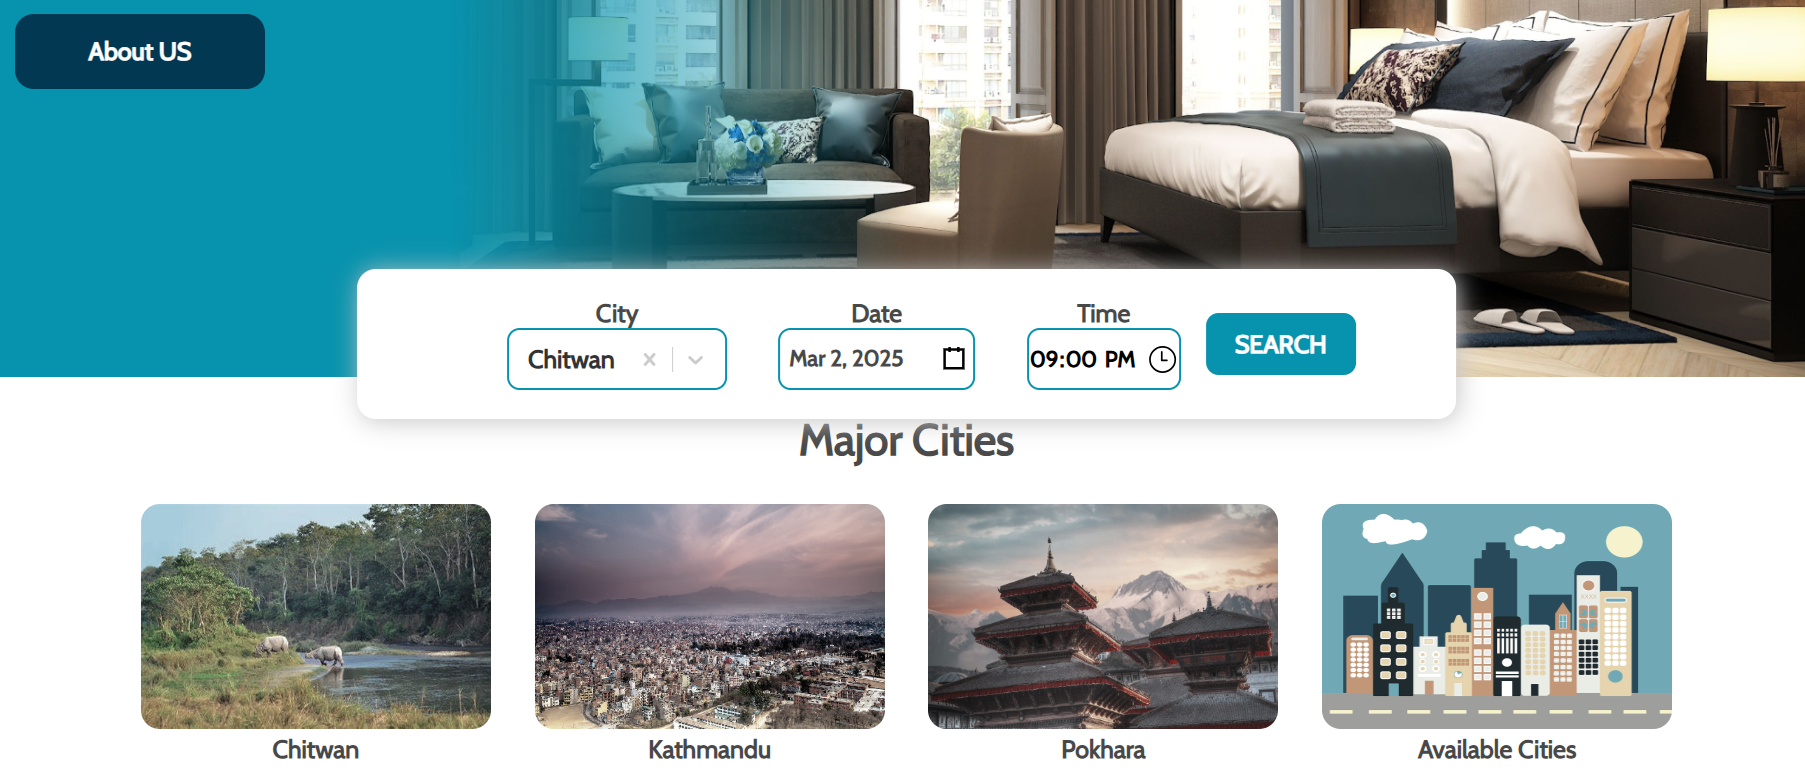 About US
City
Date
Time
Chitwan
Mar 2, 2025
09:00 PM
SEARCH
Major Cities
Chitwan
Kathmandu
Pokhara
Available Cities